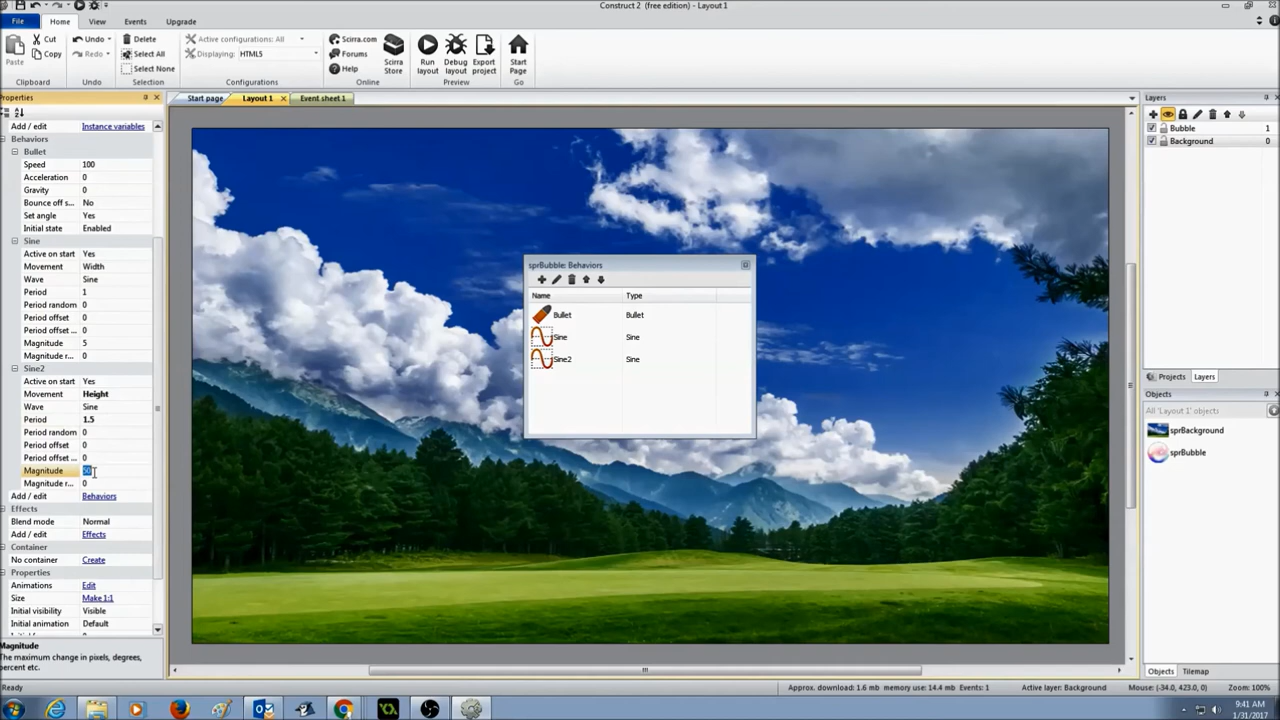 Construct 2 (free edition) - Layout 1
File Home View Events Upgrade
Paste Cut Copy Clipboard
Undo Redo Undo
Delete Select All Select None Selection
Active configurations: All Displaying: HTML5 Configurations
Scirra.com Forums Help Scirra Store Online
Run layout Debug layout Export project Preview
Start Page Go
Properties
Start page Layout 1 Event sheet 1
Add / edit Instance variables
Behaviors
Bullet
Speed 100
Acceleration 0
Gravity 0
Bounce off s... No
Set angle Yes
Initial state Enabled
Sine
Active on start Yes
Movement Width
Wave Sine
Period 1
Period random 0
Period offset 0
Period offset ... 0
Magnitude 5
Magnitude r... 0
Sine2
Active on start Yes
Movement Height
Wave Sine
Period 1.5
Period random 0
Period offset 0
Period offset ... 0
Magnitude
Magnitude r... 0
Add / edit Behaviors
Effects
Blend mode Normal
Add / edit Effects
Container
No container Create
Properties
Animations Edit
Size Make 1:1
Initial visibility Visible
Initial animation Default
Magnitude
The maximum change in pixels, degrees,
percent etc.
sprBubble: Behaviors
Name Type
Bullet Bullet
Sine Sine
Sine2 Sine
Layers
Bubble 1
Background 0
Projects Layers
Objects
All 'Layout 1' objects
sprBackground
sprBubble
Objects Tilemap
Ready Approx. download: 1.6 mb memory use: 14.4 mb Events: 1 Active layer: Background Mouse: (-34.0, 423.0, 0) Zoom: 100%
9:41 AM
1/31/2017